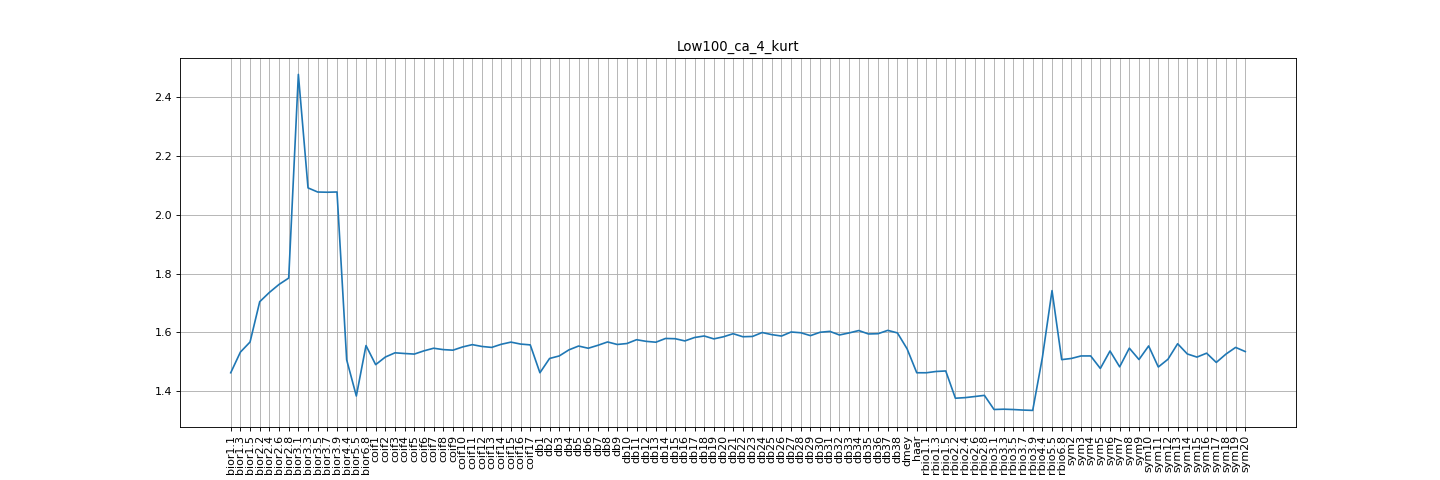 Low100_ca_4_kurt
2.4
2.2
2.0
1.8
1.6
1.4
bior1.1
bior1.3
bior1.5
bior2.2
bior2.4
bior2.6
bior2.8
bior3.1
bior3.3
bior3.5
bior3.7
bior3.9
bior4.4
bior5.5
bior6.8
coif1
coif2
coif3
coif4
coif5
coif6
coif7
coif8
coif9
coif10
coif11
coif12
coif13
coif14
coif15
coif16
coif17
db1
db2
db3
db4
db5
db6
db7
db8
db9
db10
db11
db12
db13
db14
db15
db16
db17
db18
db19
db20
db21
db22
db23
db24
db25
db26
db27
db28
db29
db30
db31
db32
db33
db34
db35
db36
db37
db38
dmey
haar
rbio1.1
rbio1.3
rbio1.5
rbio2.2
rbio2.4
rbio2.6
rbio2.8
rbio3.1
rbio3.3
rbio3.5
rbio3.7
rbio3.9
rbio4.4
rbio5.5
rbio6.8
sym2
sym3
sym4
sym5
sym6
sym7
sym8
sym9
sym10
sym11
sym12
sym13
sym14
sym15
sym16
sym17
sym18
sym19
sym20